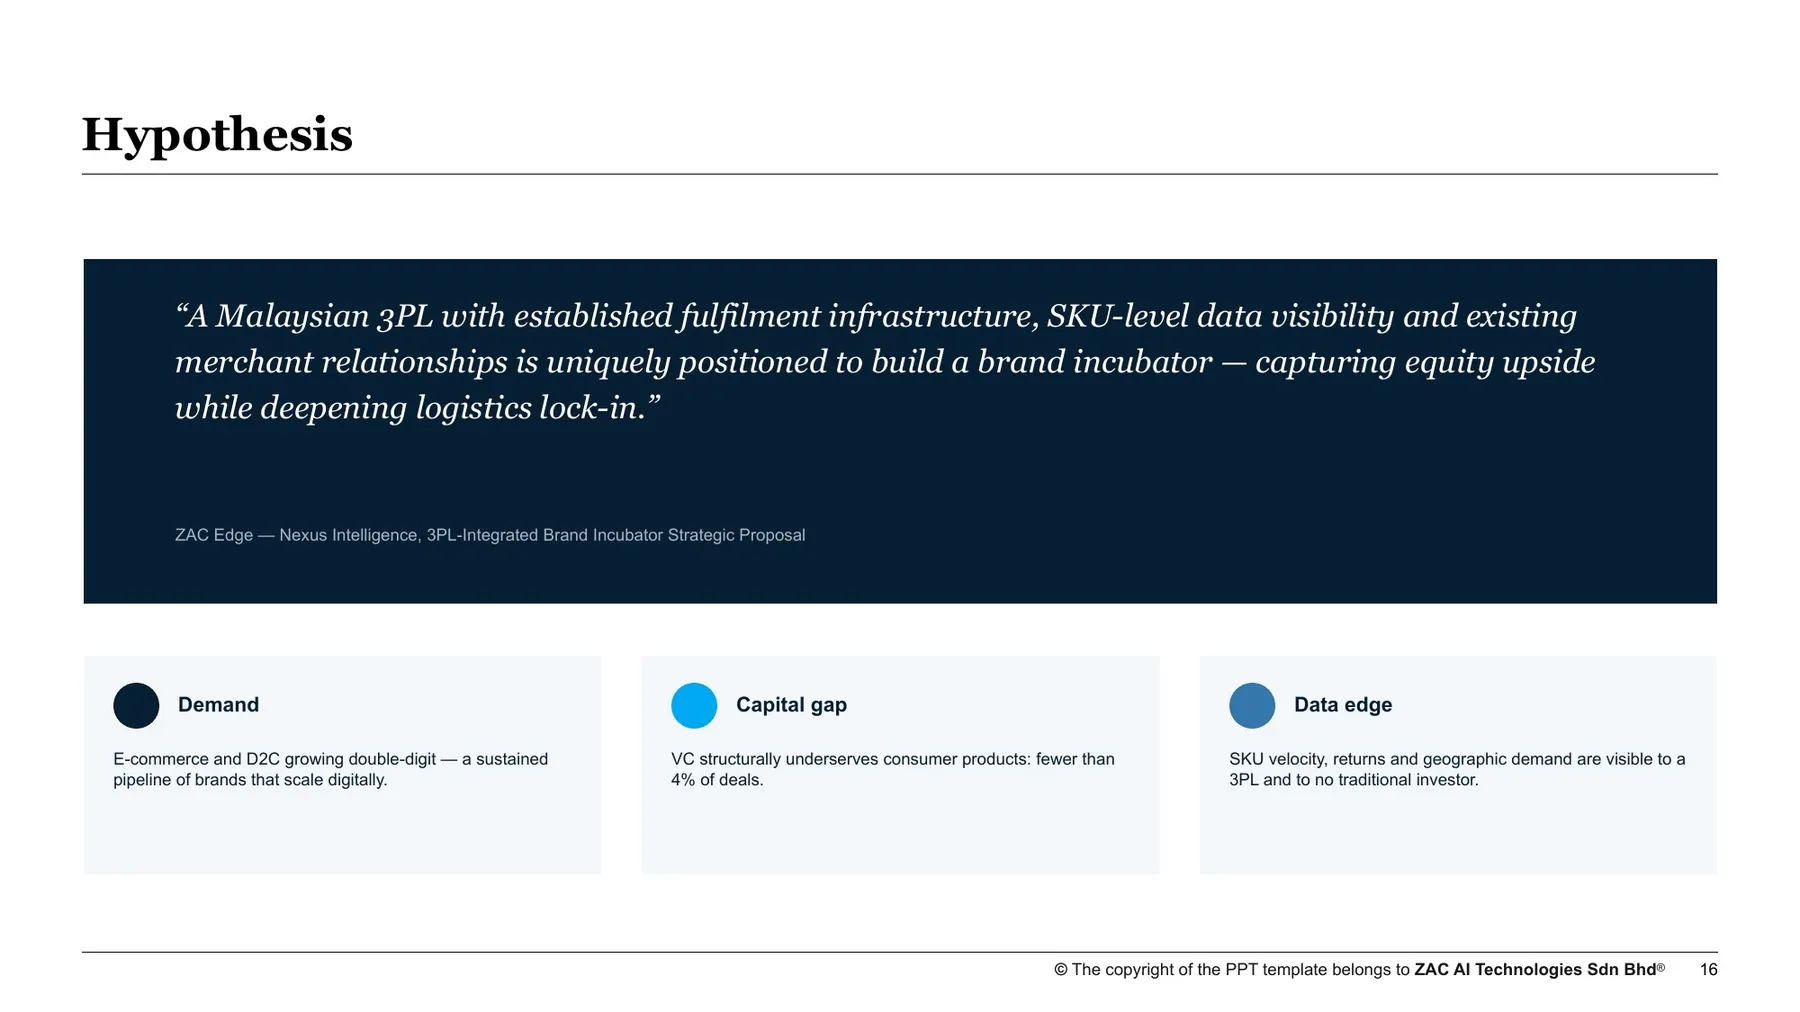 Hypothesis
“A Malaysian 3PL with established fulfilment infrastructure, SKU-level data visibility and existing
merchant relationships is uniquely positioned to build a brand incubator — capturing equity upside
while deepening logistics lock-in.”
ZAC Edge — Nexus Intelligence, 3PL-Integrated Brand Incubator Strategic Proposal
Demand
E-commerce and D2C growing double-digit — a sustained
pipeline of brands that scale digitally.
Capital gap
VC structurally underserves consumer products: fewer than
4% of deals.
Data edge
SKU velocity, returns and geographic demand are visible to a
3PL and to no traditional investor.
© The copyright of the PPT template belongs to ZAC AI Technologies Sdn Bhd® 16